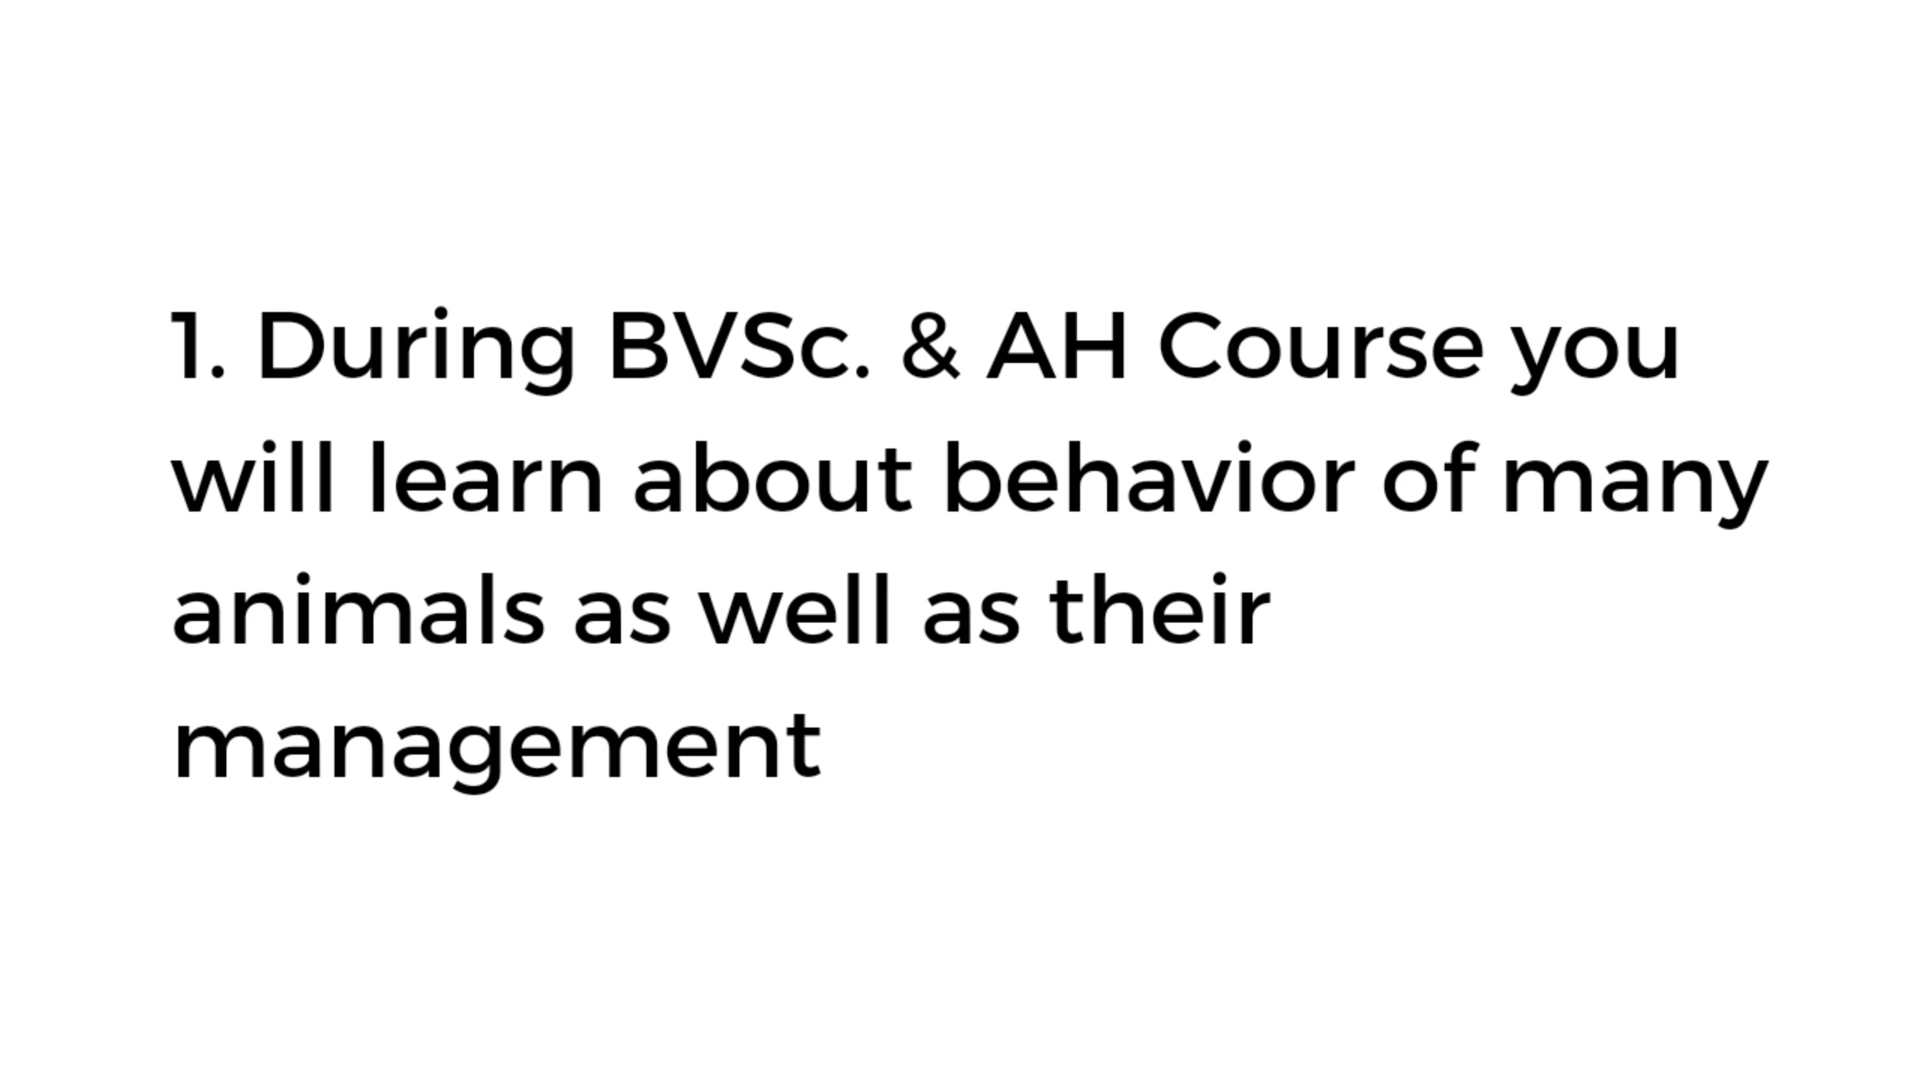 1. During BVSc. & AH Course you
will learn about behavior of many
animals as well as their
management